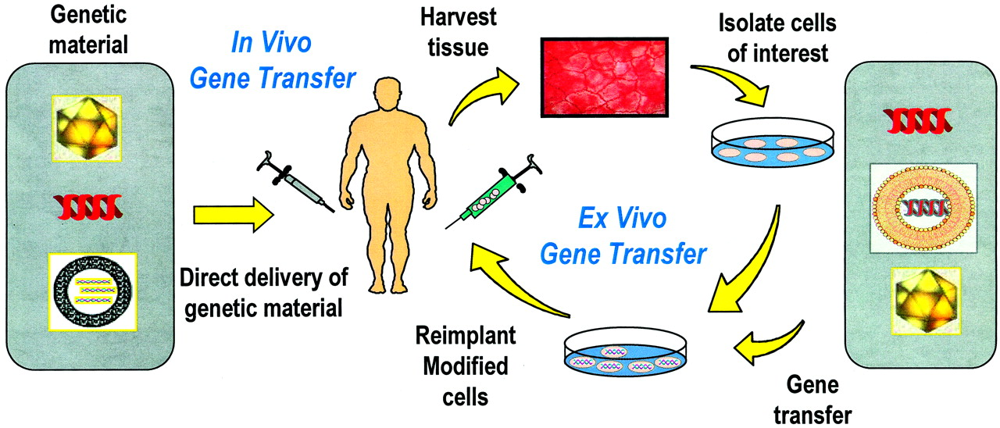 Genetic
material
In Vivo
Gene Transfer
Harvest
tissue
Isolate cells
of interest
Direct delivery of
genetic material
Ex Vivo
Gene Transfer
Reimplant
Modified
cells
Gene
transfer